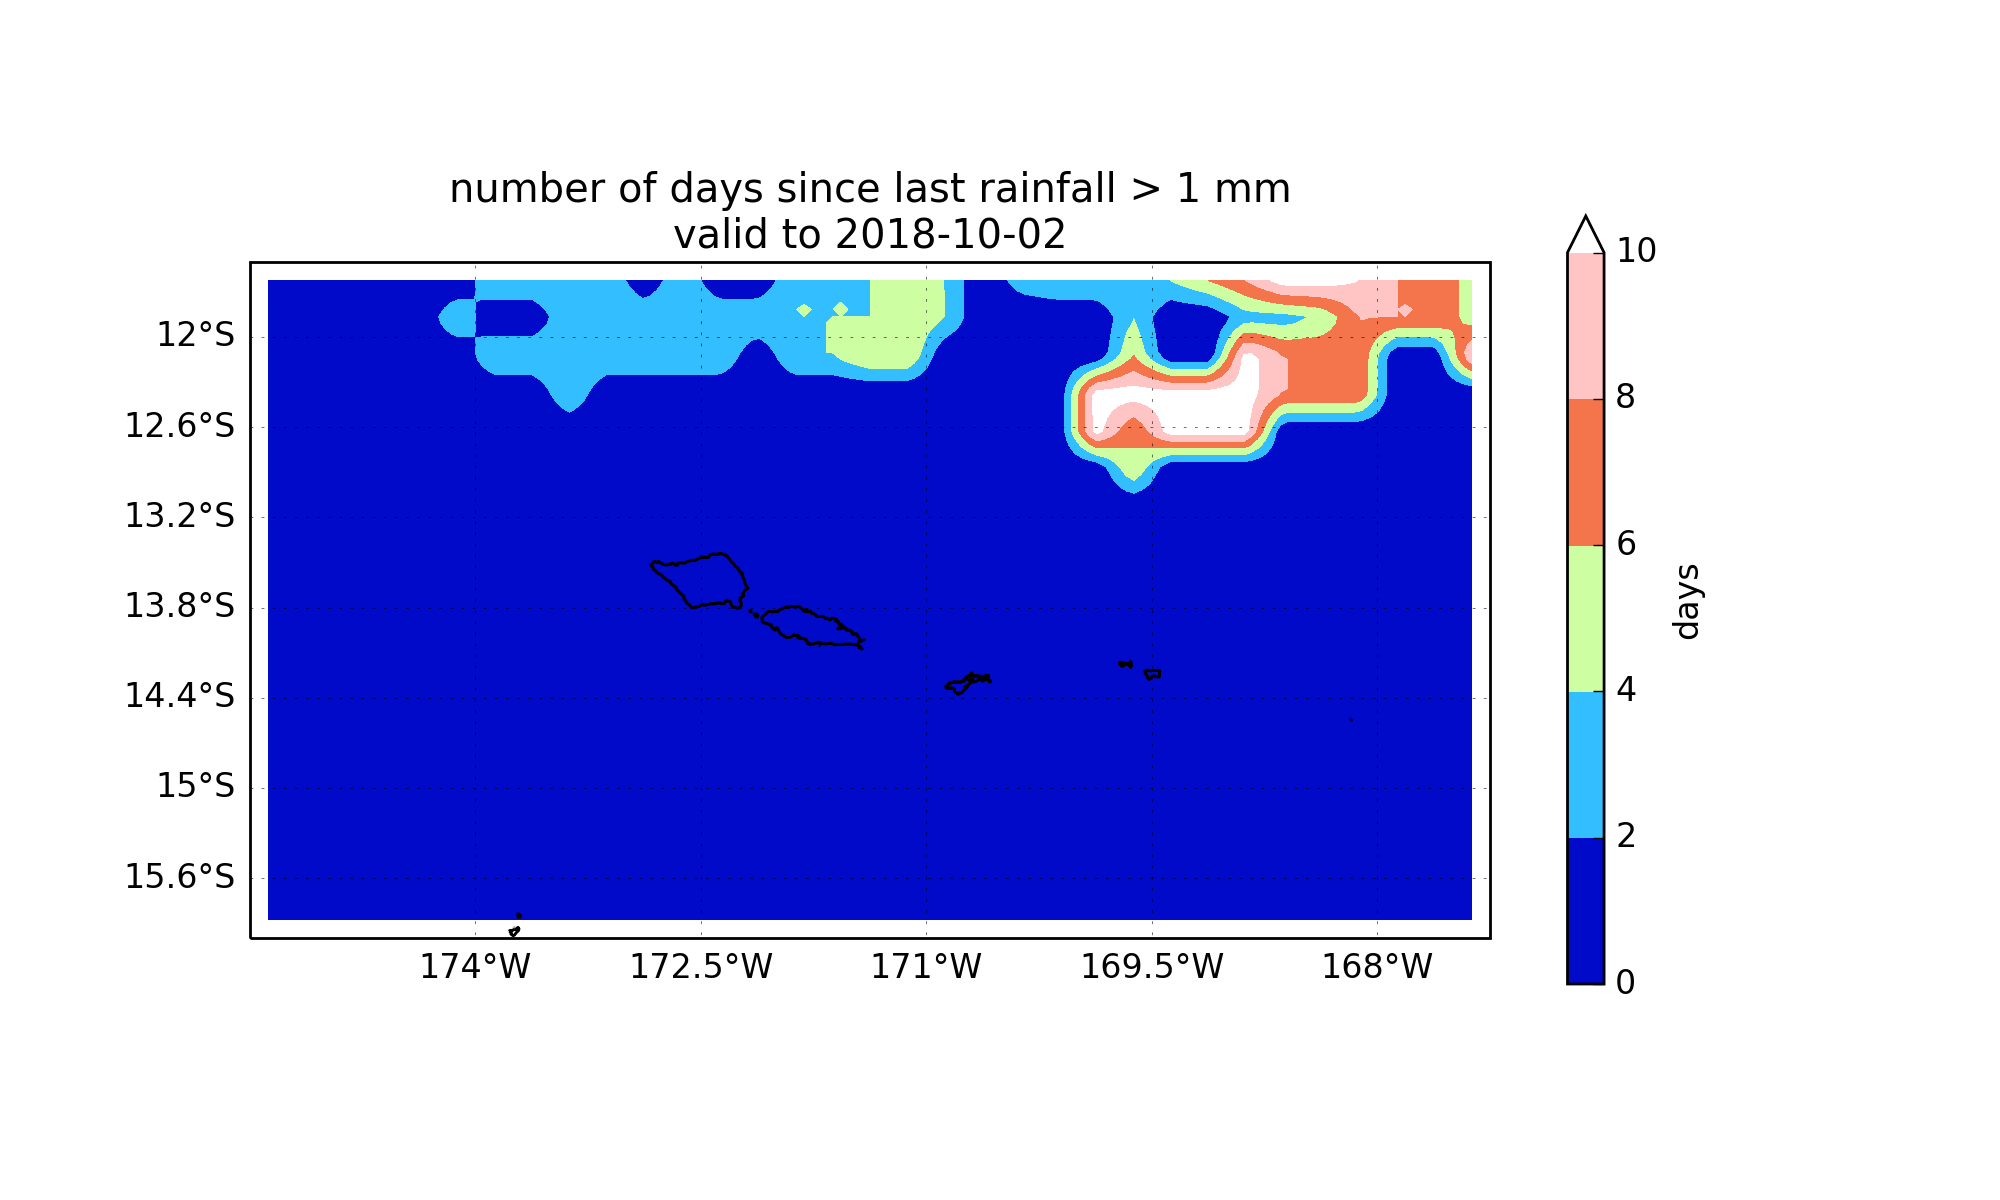 number of days since last rainfall > 1 mm
valid to 2018-10-02
12°S
12.6°S
13.2°S
13.8°S
14.4°S
15°S
15.6°S
174°W
172.5°W
171°W
169.5°W
168°W
10
8
6
4
2
0
days